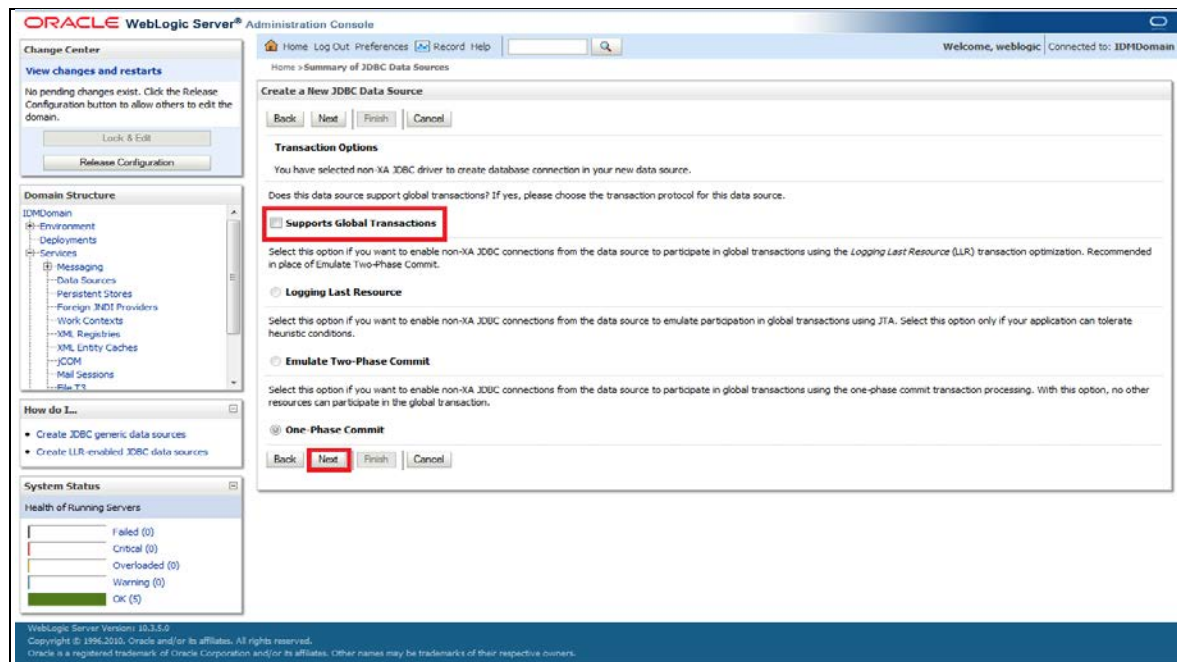 ORACLE WebLogic Server® Administration Console
Change Center
View changes and restarts
No pending changes exist. Click the Release
Configuration button to allow others to edit the
domain.
Lock & Edit
Release Configuration
Domain Structure
IDMDomain
Environment
Deployments
Services
Messaging
Data Sources
Persistent Stores
Foreign JNDI Providers
Work Contexts
XML Registries
XML Entity Caches
jCOM
Mail Sessions
File T3
How do I...
Create JDBC generic data sources
Create LLR-enabled JDBC data sources
System Status
Health of Running Servers
Failed (0)
Critical (0)
Overloaded (0)
Warning (0)
OK (5)
Home Log Out Preferences Record Help
Welcome, weblogic Connected to: IDMDomain
Home >Summary of JDBC Data Sources
Create a New JDBC Data Source
Back Next Finish Cancel
Transaction Options
You have selected non-XA JDBC driver to create database connection in your new data source.
Does this data source support global transactions? If yes, please choose the transaction protocol for this data source.
Supports Global Transactions
Select this option if you want to enable non-XA JDBC connections from the data source to participate in global transactions using the Logging Last Resource (LLR) transaction optimization. Recommended
in place of Emulate Two-Phase Commit.
Logging Last Resource
Select this option if you want to enable non-XA JDBC connections from the data source to emulate participation in global transactions using JTA. Select this option only if your application can tolerate
heuristic conditions.
Emulate Two-Phase Commit
Select this option if you want to enable non-XA JDBC connections from the data source to participate in global transactions using the one-phase commit transaction processing. With this option, no other
resources can participate in the global transaction.
One-Phase Commit
Back Next Finish Cancel
WebLogic Server Version: 10.3.5.0
Copyright © 1996,2010, Oracle and/or its affiliates. All rights reserved.
Oracle is a registered trademark of Oracle Corporation and/or its affiliates. Other names may be trademarks of their respective owners.